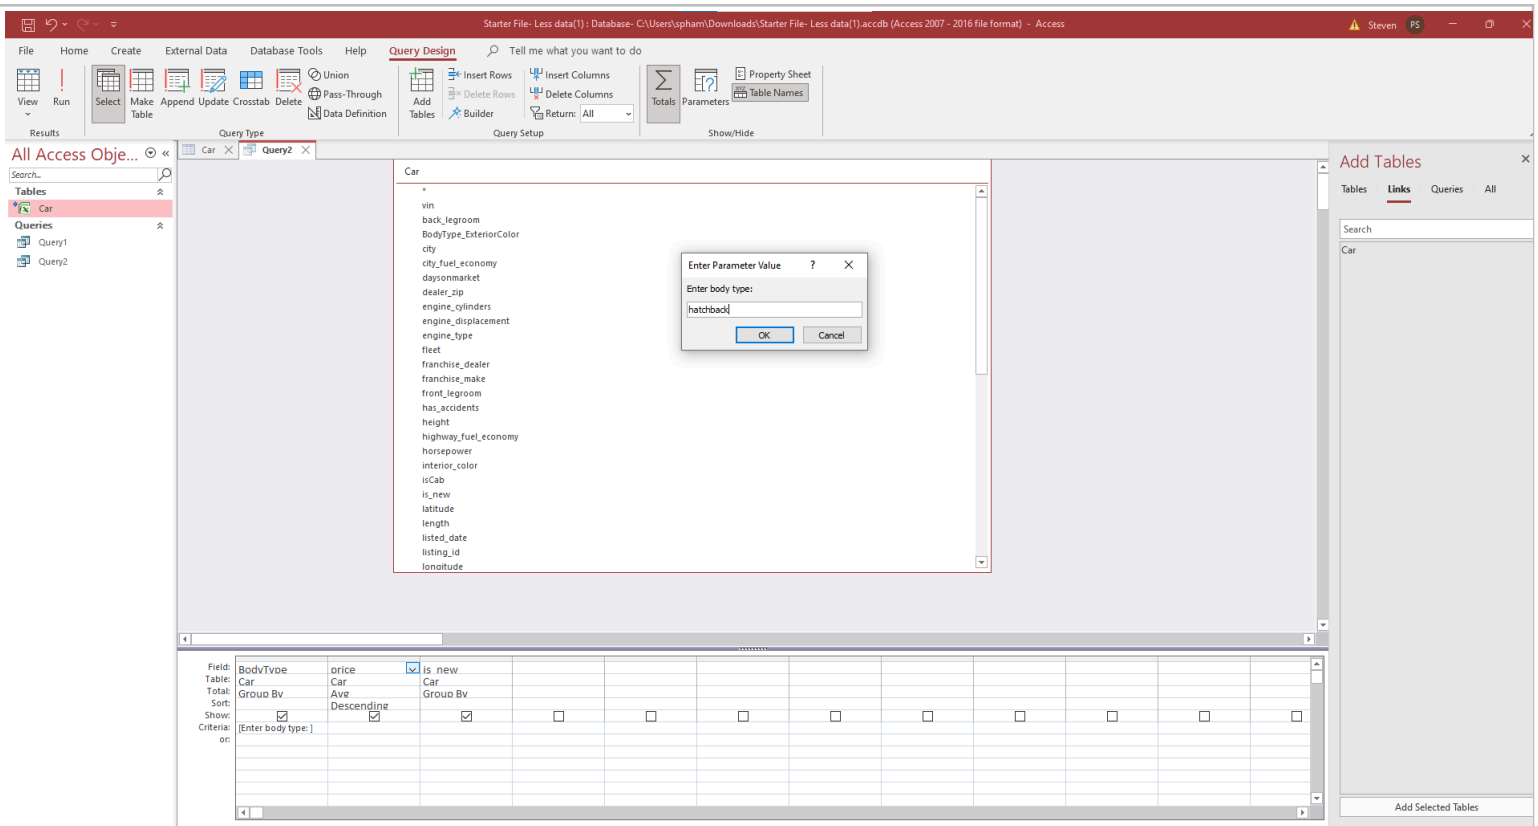 Starter File- Less data(1) : Database- C:\Users\spham\Downloads\Starter File- Less data(1).accdb (Access 2007 - 2016 file format) - Access
Steven PS
File Home Create External Data Database Tools Help Query Design Tell me what you want to do
View
Run
Results
Select
Make Table
Append
Update
Crosstab
Delete
Union
Pass-Through
Data Definition
Query Type
Add Tables
Insert Rows
Delete Rows
Builder
Insert Columns
Delete Columns
Return: All
Query Setup
Totals
Parameters
Property Sheet
XYZ Table Names
Show/Hide
All Access Obje...
Search...
Tables
Car
Queries
Query1
Query2
Car
Query2
Car
*
vin
back_legroom
BodyType_ExteriorColor
city
city_fuel_economy
daysonmarket
dealer_zip
engine_cylinders
engine_displacement
engine_type
fleet
franchise_dealer
franchise_make
front_legroom
has_accidents
height
highway_fuel_economy
horsepower
interior_color
isCab
is_new
latitude
length
listed_date
listing_id
longitude
Enter Parameter Value ?
Enter body type:
hatchback
OK Cancel
Field: BodyType price is_new
Table: Car Car Car
Total: Group By Avg Group By
Sort: Descending
Show:
Criteria: [Enter body type: ]
or:
Add Tables
Tables Links Queries All
Search
Car
Add Selected Tables